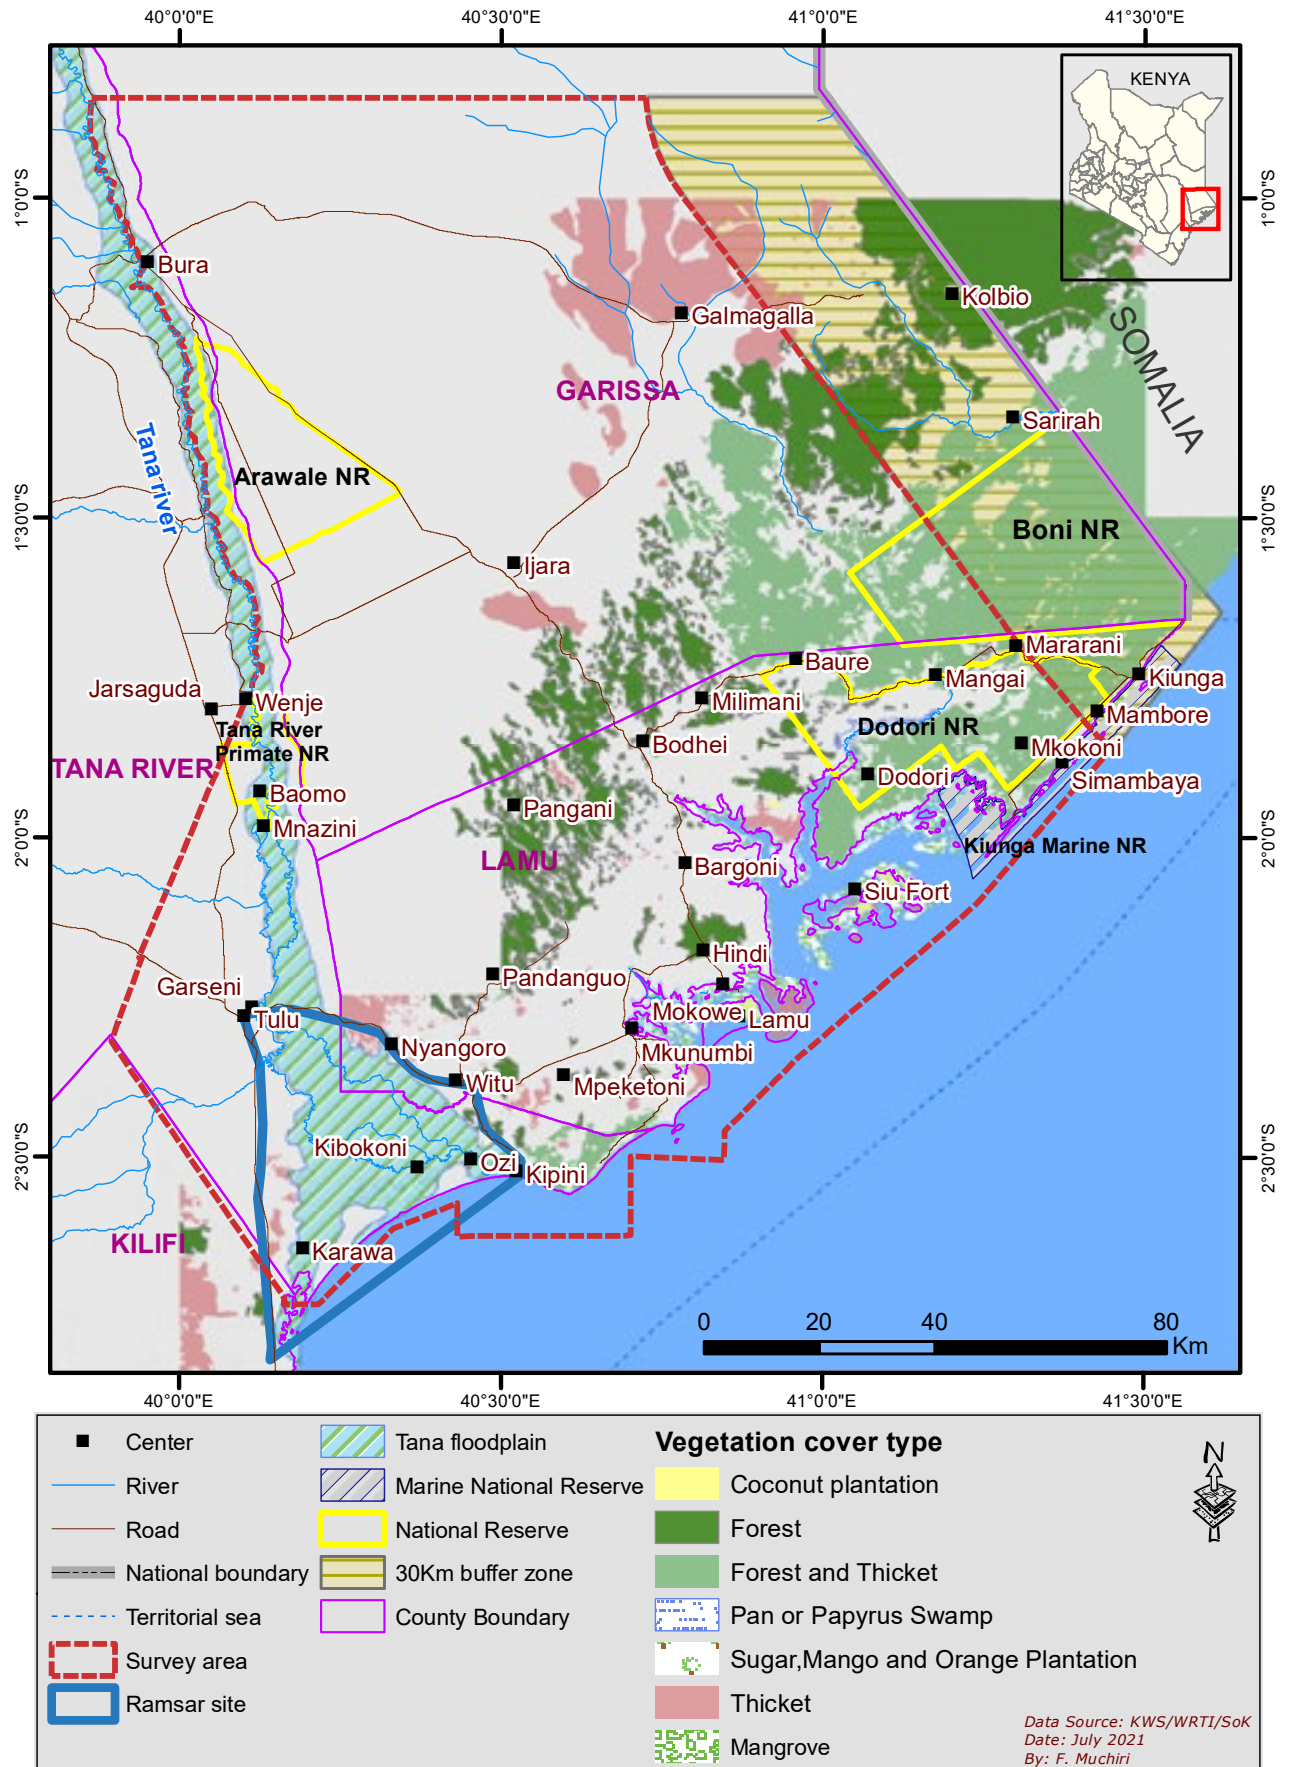 40°0'0"E
40°30'0"E
41°0'0"E
41°30'0"E
KENYA
1°0'0"S
1°0'0"S
Bura
Kolbio
Galmagalla
SOMALIA
GARISSA
Sarirah
Tana river
Arawale NR
1°30'0"S
Boni NR
1°30'0"S
Ijara
Mararani
Baure
Mangai
Kiunga
Jarsaguda
Wenje
Milimani
Mambore
Tana River
Primate NR
Dodori NR
Bodhei
Mkokoni
TANA RIVER
Dodori
Simambaya
Baomo
Pangani
Mnazini
2°0'0"S
Kiunga Marine NR
2°0'0"S
LAMU
Bargoni
Siu Fort
Hindi
Pandanguo
Garseni
Tulu
Mokowe
Lamu
Nyangoro
Mkunumbi
Witu
Mpeketoni
2°30'0"S
Kibokoni
Ozi
Kipini
2°30'0"S
KILIFI
Karawa
0
20
40
80
Km
40°0'0"E
40°30'0"E
41°0'0"E
41°30'0"E
Center
River
Road
National boundary
Territorial sea
Survey area
Ramsar site
Tana floodplain
Marine National Reserve
National Reserve
30Km buffer zone
County Boundary
Vegetation cover type
Coconut plantation
Forest
Forest and Thicket
Pan or Papyrus Swamp
Sugar,Mango and Orange Plantation
Thicket
Mangrove
N
Data Source: KWS/WRTI/SoK
Date: July 2021
By: F. Muchiri